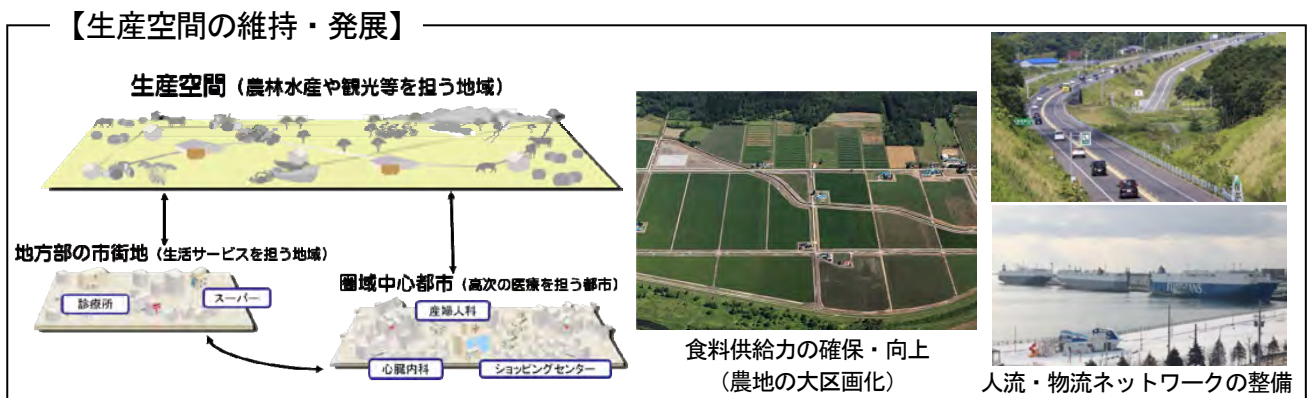 【生産空間の維持・発展】
生産空間（農林水産や観光等を担う地域）
地方部の市街地（生活サービスを担う地域）
診療所
スーパー
圏域中心都市（高次の医療を担う都市）
産婦人科
心臓内科
ショッピングセンター
食料供給力の確保・向上
（農地の大区画化）
人流・物流ネットワークの整備